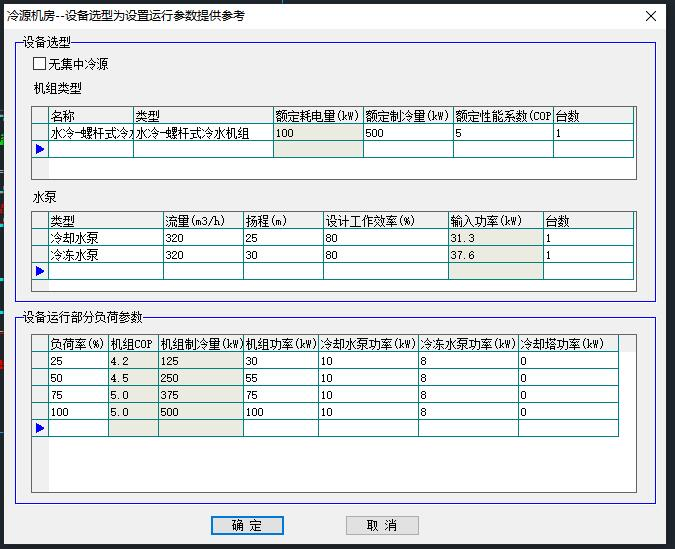 冷源机房--设备选型为设置运行参数提供参考
设备选型
无集中冷源
机组类型
名称 类型 额定耗电量(kW) 额定制冷量(kW) 额定性能系数(COP 台数
水冷-螺杆式冷水 水冷-螺杆式冷水机组 100 500 5 1
水泵
类型 流量(m3/h) 扬程(m) 设计工作效率(%) 输入功率(kW) 台数
冷却水泵 320 25 80 31.3 1
冷冻水泵 320 30 80 37.6 1
设备运行部分负荷参数
负荷率(%) 机组COP 机组制冷量(kW) 机组功率(kW) 冷却水泵功率(kW) 冷冻水泵功率(kW) 冷却塔功率(kW)
25 4.2 125 30 10 8 0
50 4.5 250 55 10 8 0
75 5.0 375 75 10 8 0
100 5.0 500 100 10 8 0
确 定 取 消